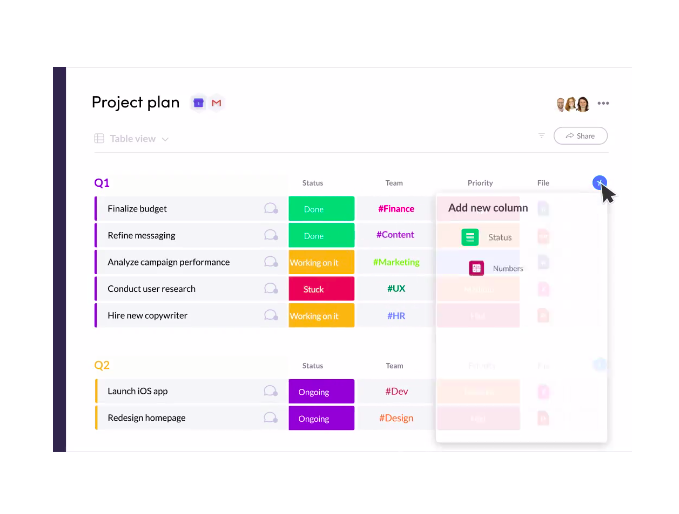 Project plan
Table view
Share
Q1 Status Team Priority File
Finalize budget Done #Finance
Add new column
Refine messaging Done #Content
Status
Analyze campaign performance Working on it #Marketing
Numbers
Conduct user research Stuck #UX
Hire new copywriter Working on it #HR
Q2 Status Team
Launch iOS app Ongoing #Dev
Redesign homepage Ongoing #Design